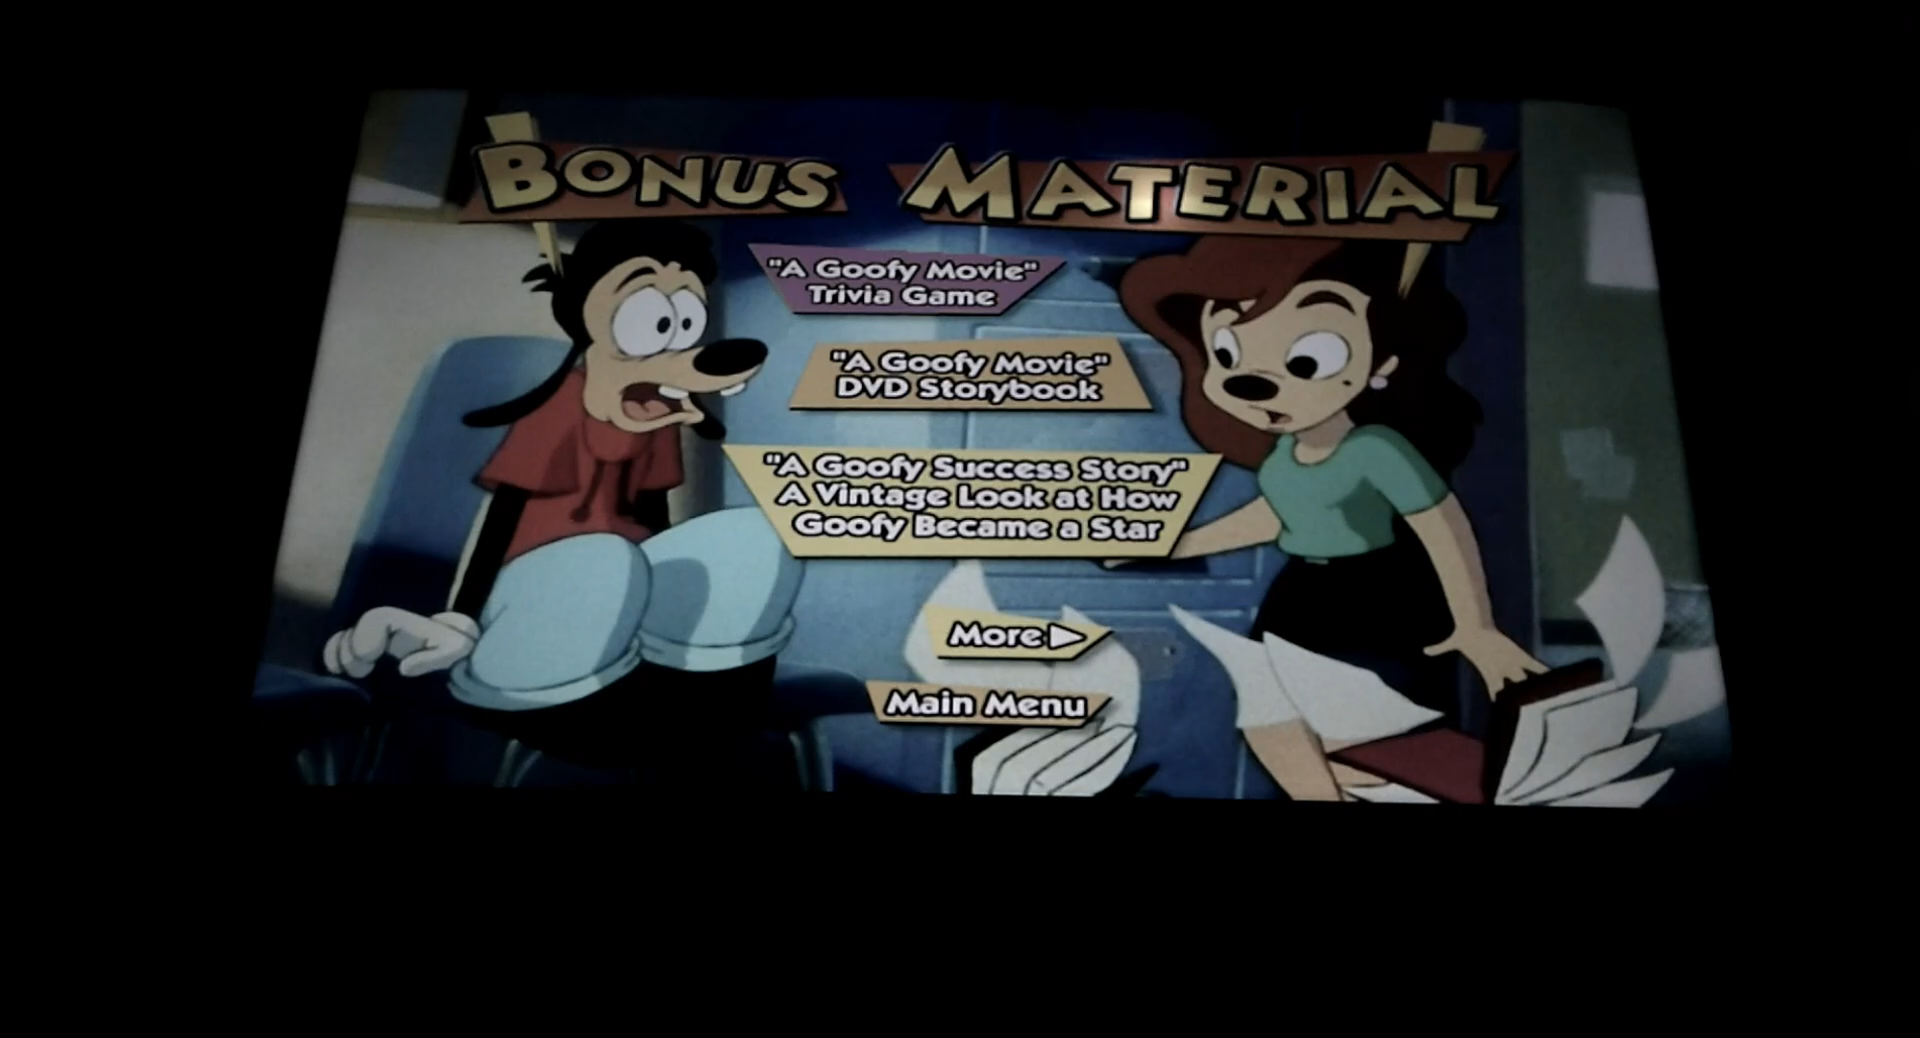 BONUS MATERIAL
"A Goofy Movie"
Trivia Game
"A Goofy Movie"
DVD Storybook
"A Goofy Success Story"
A Vintage Look at How
Goofy Became a Star
More
Main Menu